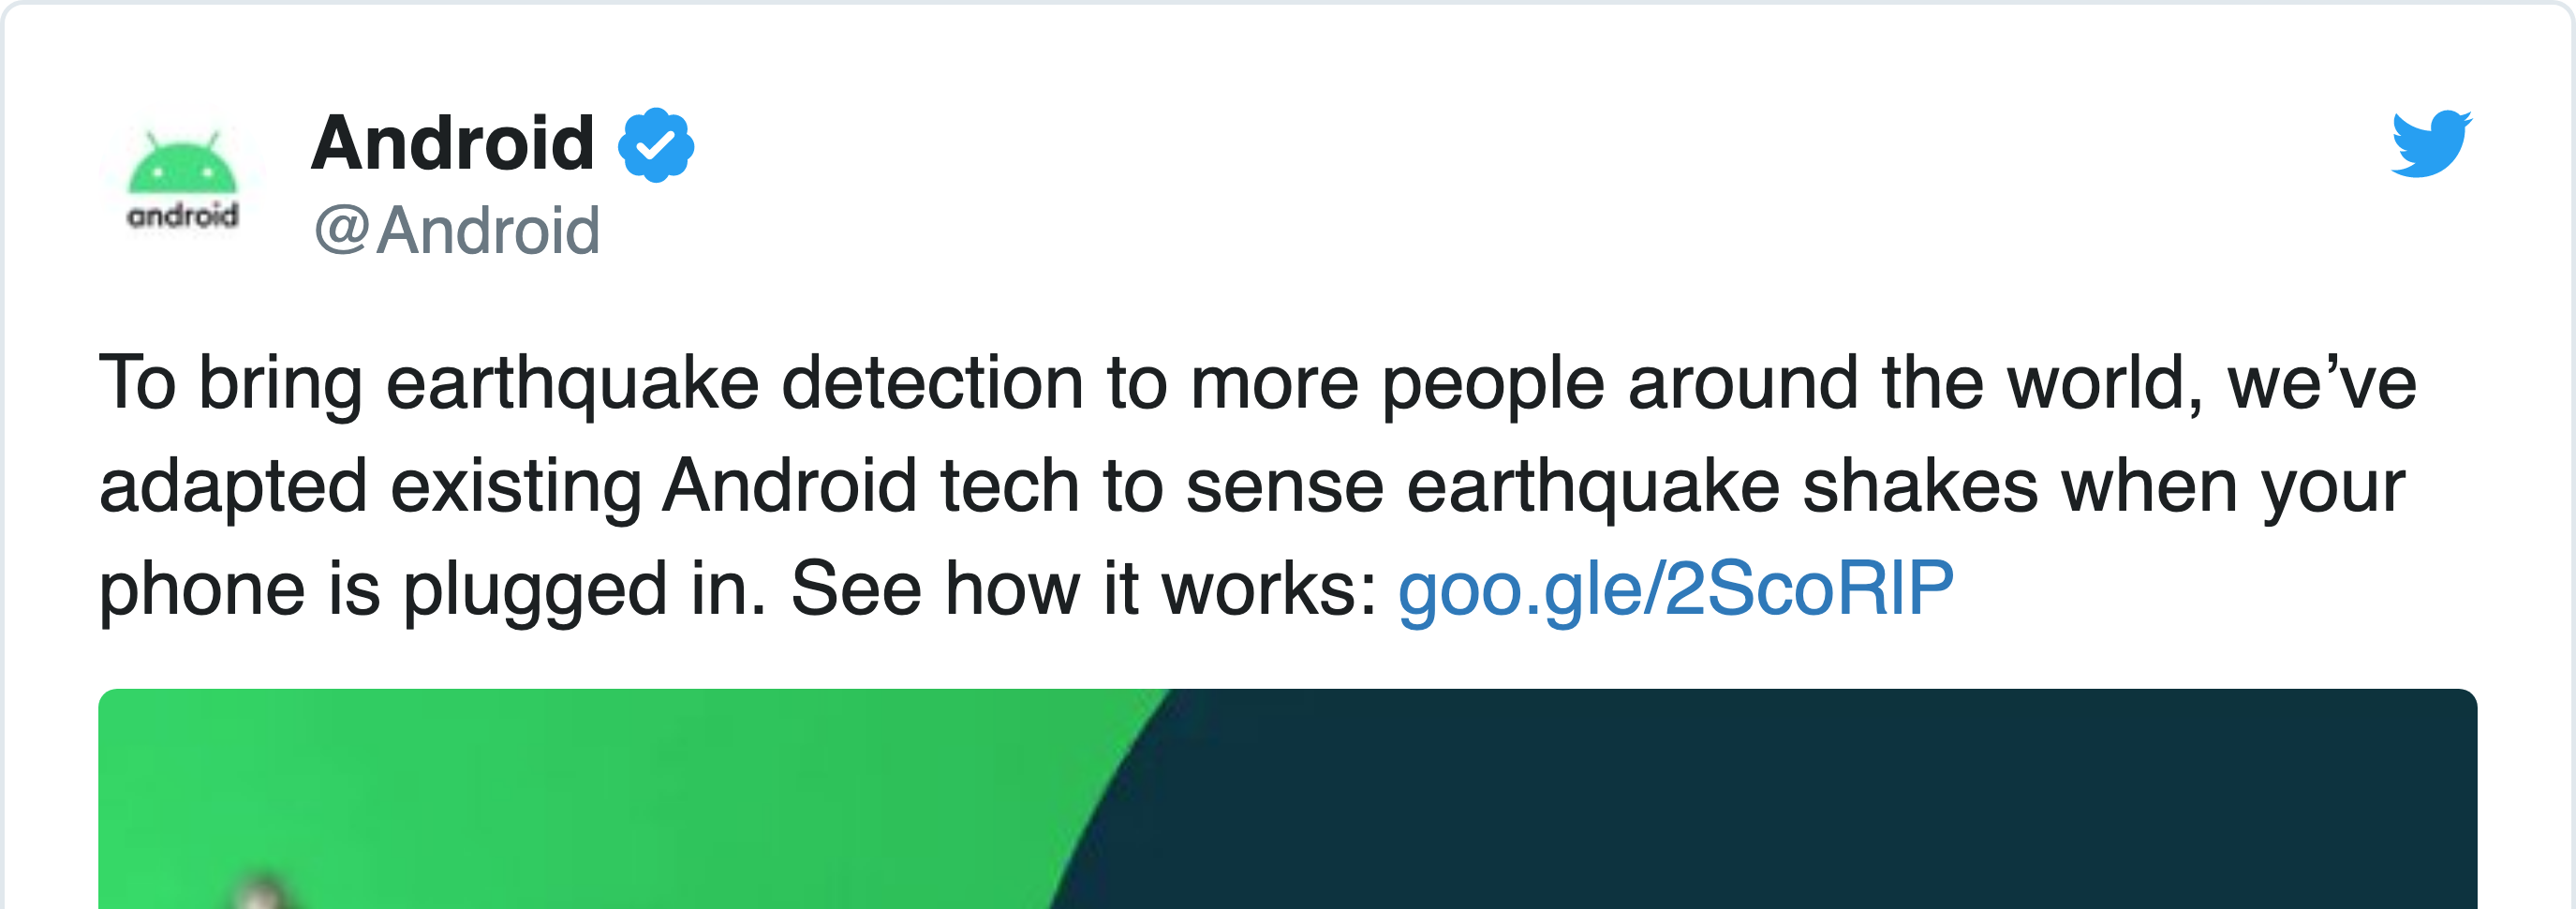 android
Android
@Android
To bring earthquake detection to more people around the world, we’ve
adapted existing Android tech to sense earthquake shakes when your
phone is plugged in. See how it works: goo.gle/2ScoRlP